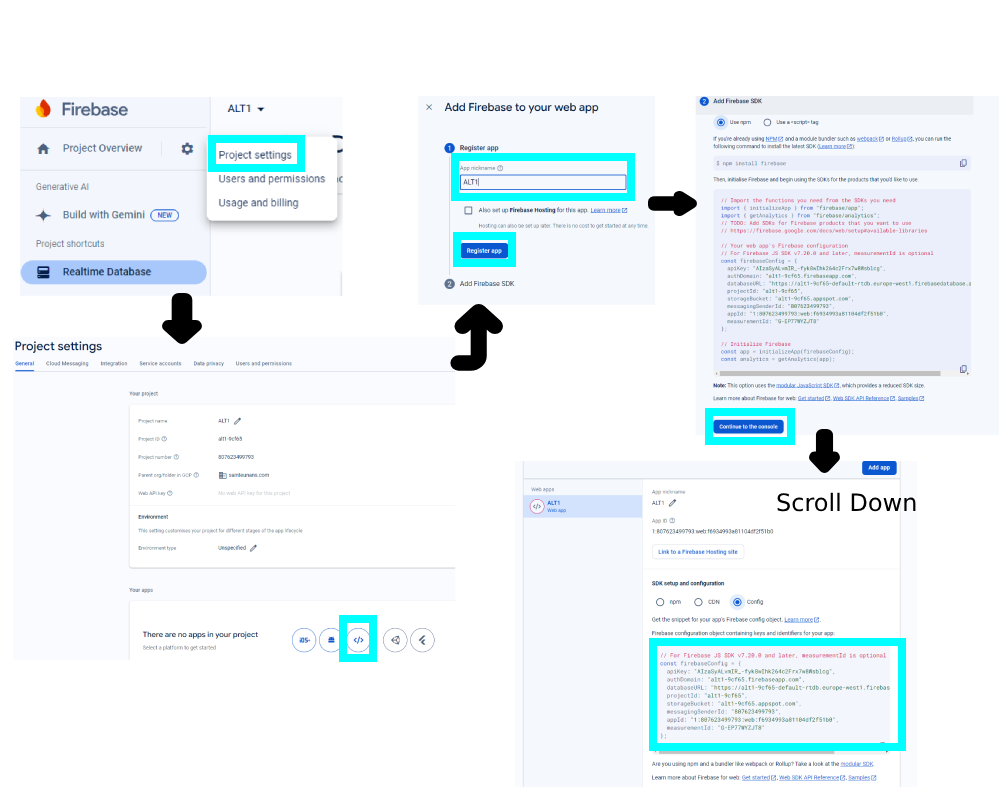 Firebase
ALT1
Project Overview
Project settings
Users and permissions
Usage and billing
Generative AI
Build with Gemini NEW
Project shortcuts
Realtime Database
Project settings
General Cloud Messaging Integration Service accounts Data privacy Users and permissions
Your project
Project name ALT1
Project ID alt1-9cf65
Project number 807623499793
Parent org/folder in GCP santeunans.com
Web API key No web API key for this project
Environment
This setting customises your project for different stages of the app lifecycle
Environment type Unspecified
Your apps
There are no apps in your project
Select a platform to get started
iOS+
</>
× Add Firebase to your web app
1 Register app
App nickname
ALT1
Also set up Firebase Hosting for this app. Learn more
Hosting can also be set up later. There is no cost to get started at any time.
Register app
2 Add Firebase SDK
2 Add Firebase SDK
Use npm Use a <script> tag
If you're already using NPM and a module bundler such as webpack or Rollup, you can run the
following command to install the latest SDK (Learn more):
$ npm install firebase
Then, initialise Firebase and begin using the SDKs for the products that you'd like to use.
// Import the functions you need from the SDKs you need
import { initializeApp } from "firebase/app";
import { getAnalytics } from "firebase/analytics";
// TODO: Add SDKs for Firebase products that you want to use
// https://firebase.google.com/docs/web/setup#available-libraries
// Your web app's Firebase configuration
// For Firebase JS SDK v7.20.0 and later, measurementId is optional
const firebaseConfig = {
apiKey:
authDomain: "alt1-9cf65.firebaseapp.com",
databaseURL: "https://alt1-9cf65-default-rtdb.europe-west1.firebasedatabase.a
projectId: "alt1-9cf65",
storageBucket: "alt1-9cf65.appspot.com",
messagingSenderId: "807623499793",
appId: "1:807623499793:web:f6934993a81104df2f51b0",
measurementId: "G-EP77WYZJT8"
};
// Initialize Firebase
const app = initializeApp(firebaseConfig);
const analytics = getAnalytics(app);
Note: This option uses the modular JavaScript SDK, which provides a reduced SDK size.
Learn more about Firebase for web: Get started, Web SDK API Reference, Samples
Continue to the console
Add app
Scroll Down
Web apps
</> ALT1
Web app
App nickname
ALT1
App ID
1:807623499793:web:f6934993a81104df2f51b0
Link to a Firebase Hosting site
SDK setup and configuration
npm CDN Config
Get the snippet for your app's Firebase config object. Learn more
Firebase configuration object containing keys and identifiers for your app:
// For Firebase JS SDK v7.20.0 and later, measurementId is optional
const firebaseConfig = {
apiKey:
authDomain: "alt1-9cf65.firebaseapp.com",
databaseURL: "https://alt1-9cf65-default-rtdb.europe-west1.firebas
projectId: "alt1-9cf65",
storageBucket: "alt1-9cf65.appspot.com",
messagingSenderId: "807623499793",
appId: "1:807623499793:web:f6934993a81104df2f51b0",
measurementId: "G-EP77WYZJT8"
};
Are you using npm and a bundler like webpack or Rollup? Take a look at the modular SDK.
Learn more about Firebase for web: Get started, Web SDK API Reference, Samples